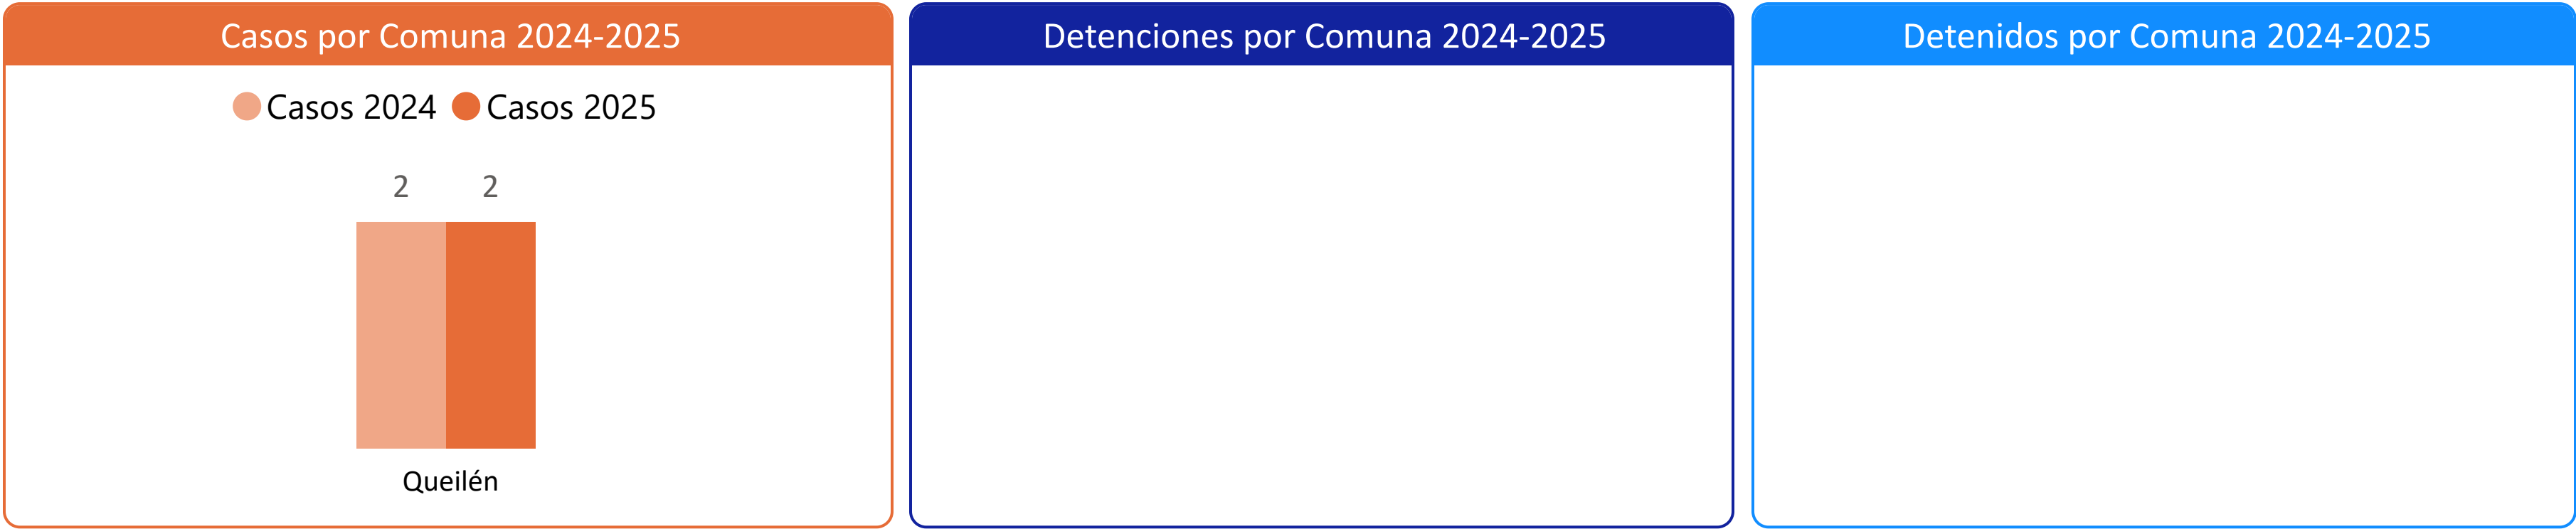 Casos por Comuna 2024-2025
Casos 2024 Casos 2025
2 2
Queilén
Detenciones por Comuna 2024-2025
Detenidos por Comuna 2024-2025